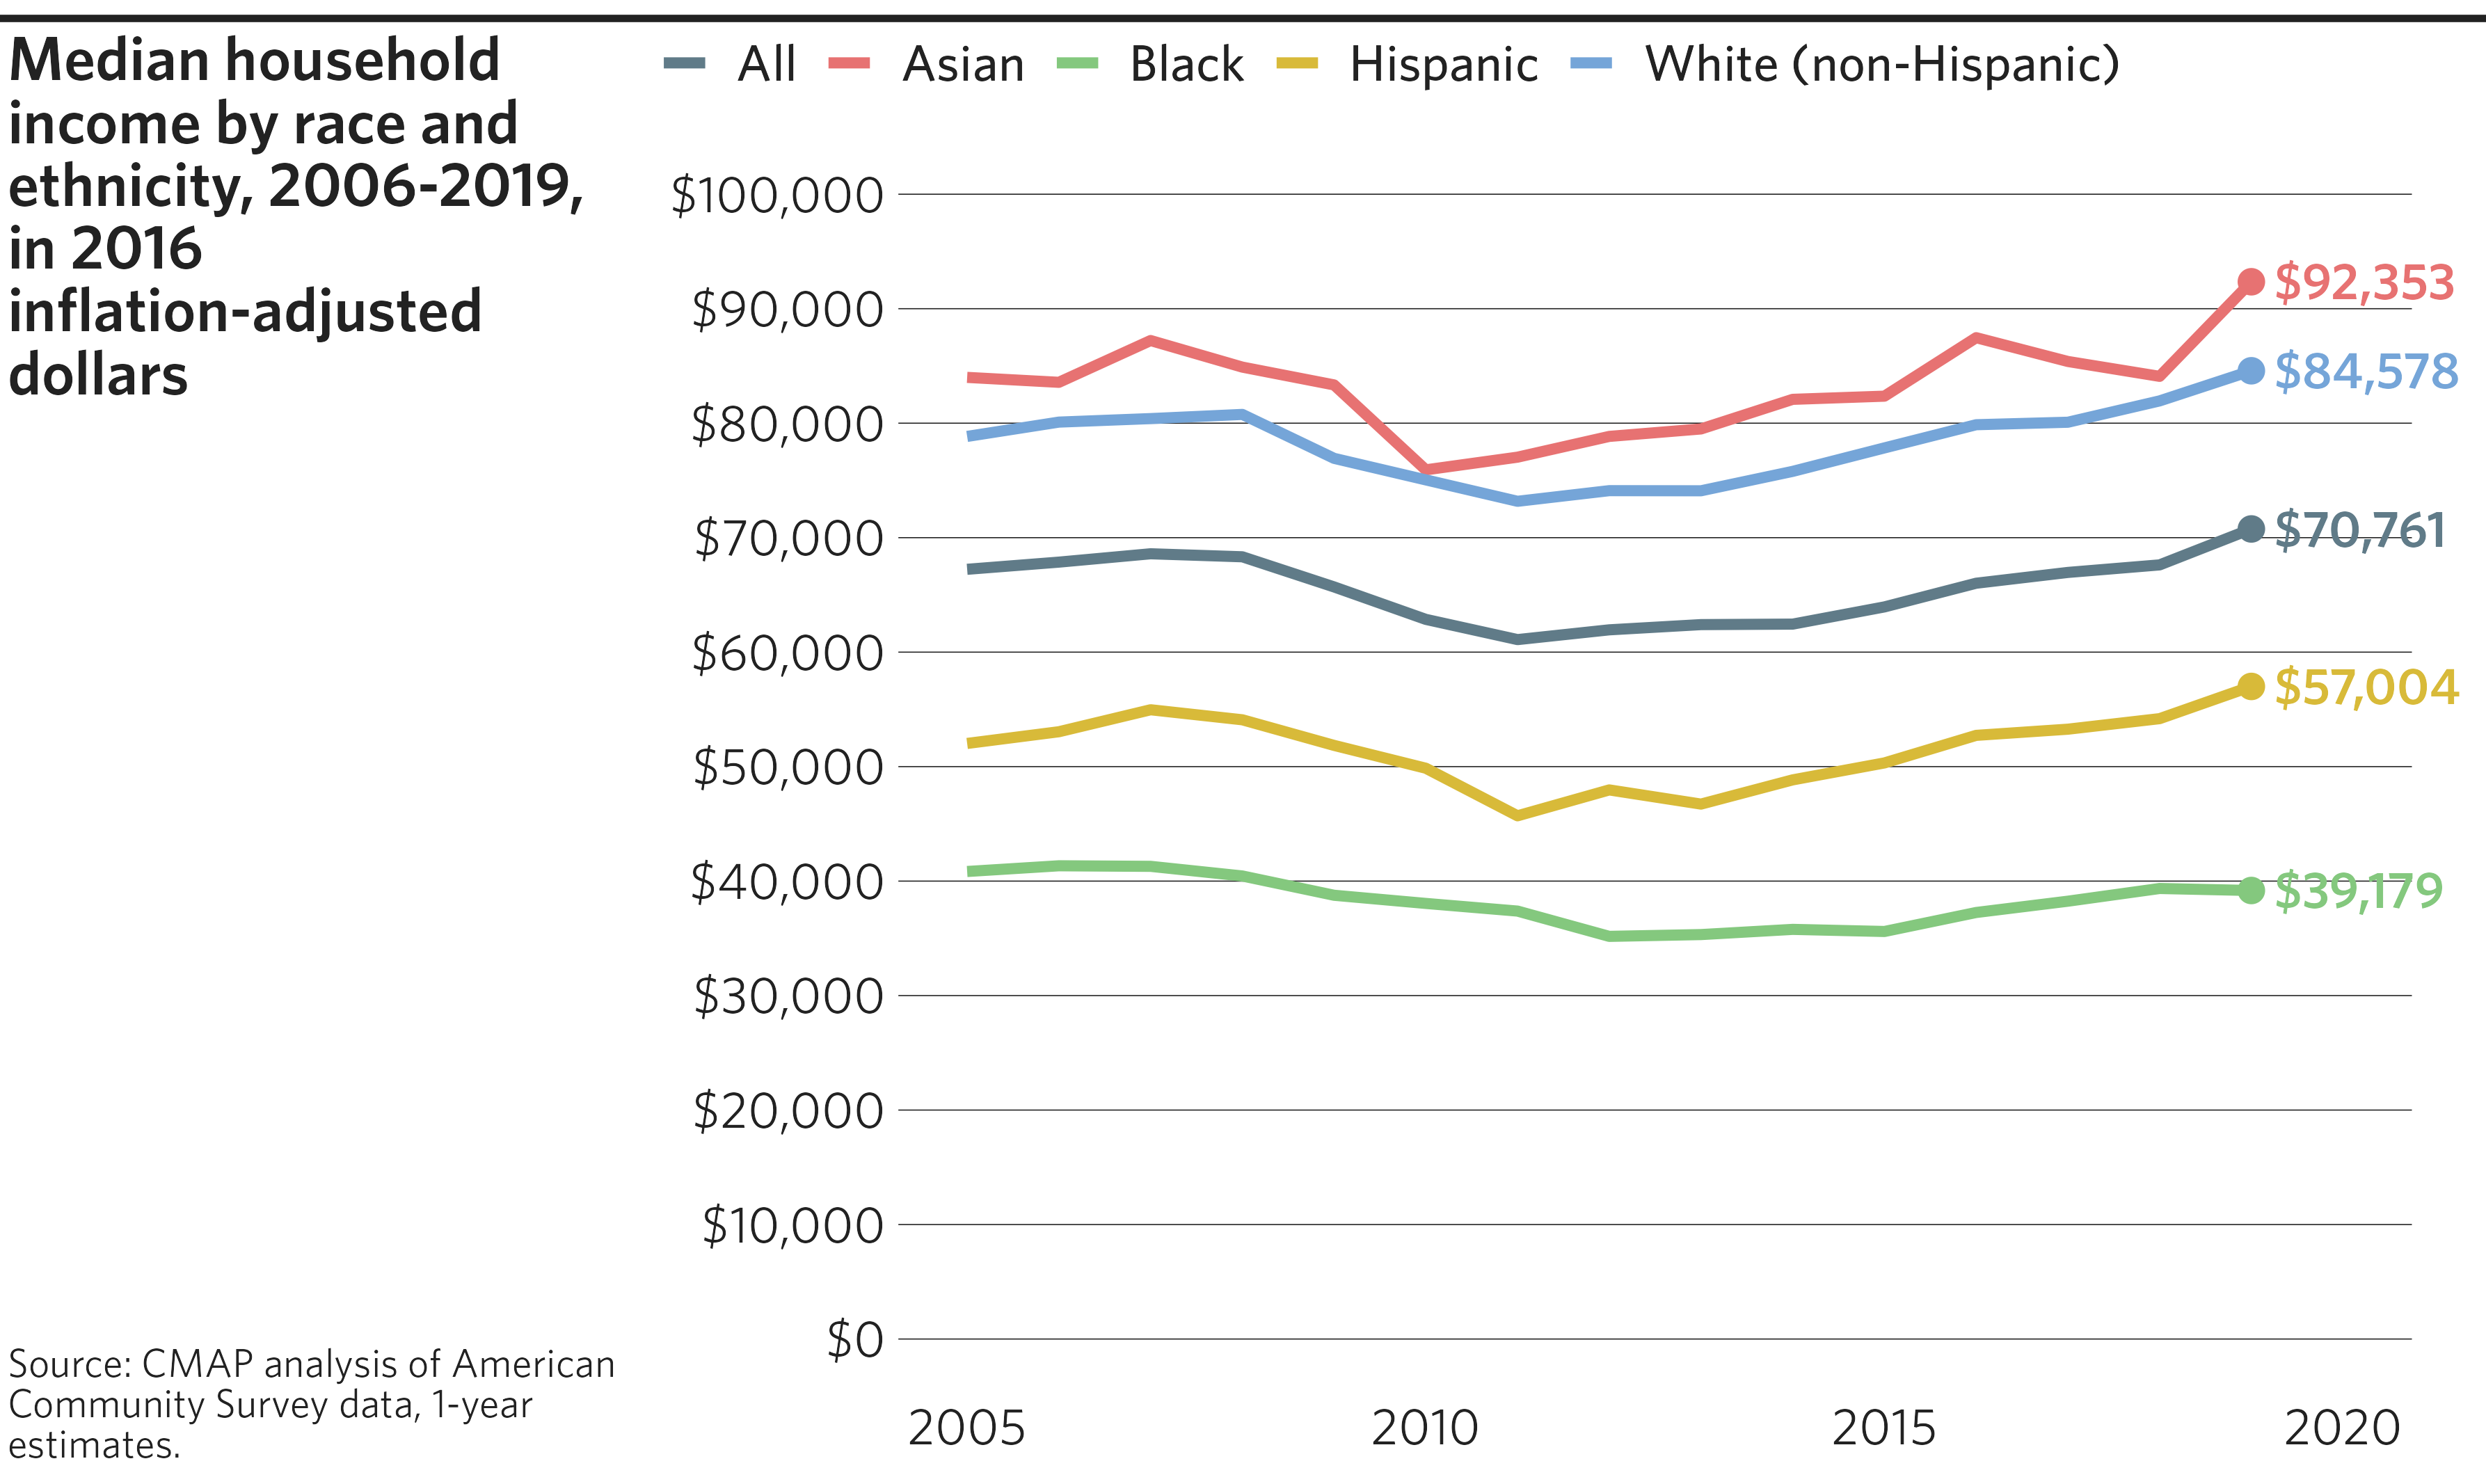 Median household
income by race and
ethnicity, 2006-2019,
in 2016
inflation-adjusted
dollars
All Asian Black Hispanic White (non-Hispanic)
$100,000
$90,000
$80,000
$70,000
$60,000
$50,000
$40,000
$30,000
$20,000
$10,000
$0
$92,353
$84,578
$70,761
$57,004
$39,179
2005 2010 2015 2020
Source: CMAP analysis of American
Community Survey data, 1-year
estimates.